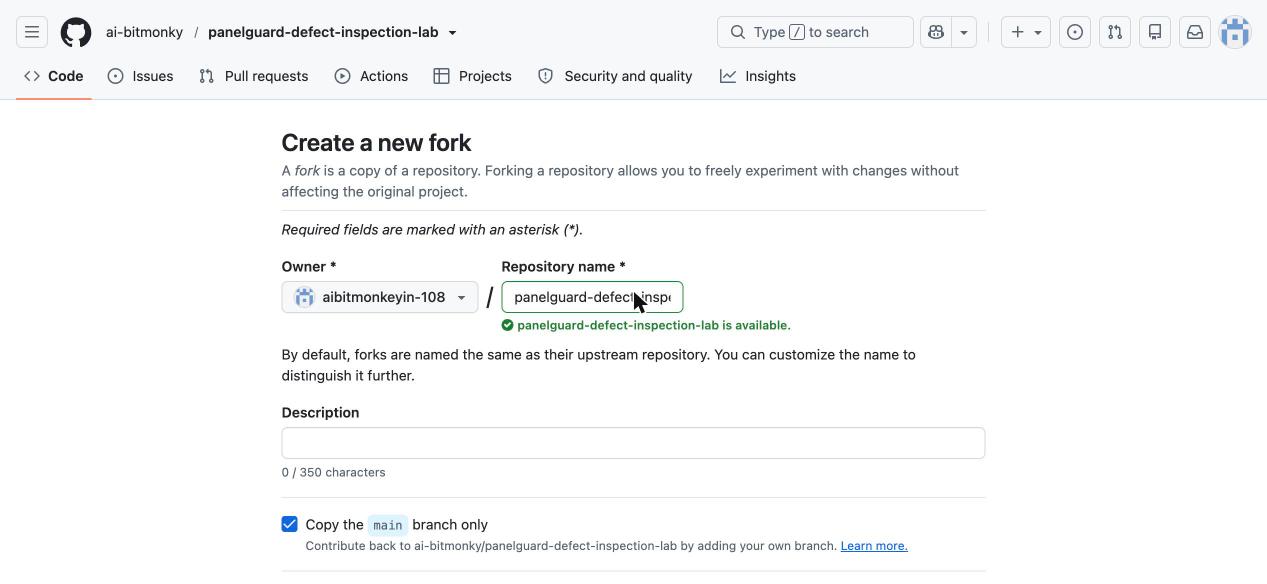 ai-bitmonky / panelguard-defect-inspection-lab
Type / to search
Code
Issues
Pull requests
Actions
Projects
Security and quality
Insights
Create a new fork
A fork is a copy of a repository. Forking a repository allows you to freely experiment with changes without
affecting the original project.
Required fields are marked with an asterisk (*).
Owner *
Repository name *
aibitmonkeyin-108
/
panelguard-defect-inspe
panelguard-defect-inspection-lab is available.
By default, forks are named the same as their upstream repository. You can customize the name to
distinguish it further.
Description
0 / 350 characters
Copy the main branch only
Contribute back to ai-bitmonky/panelguard-defect-inspection-lab by adding your own branch. Learn more.